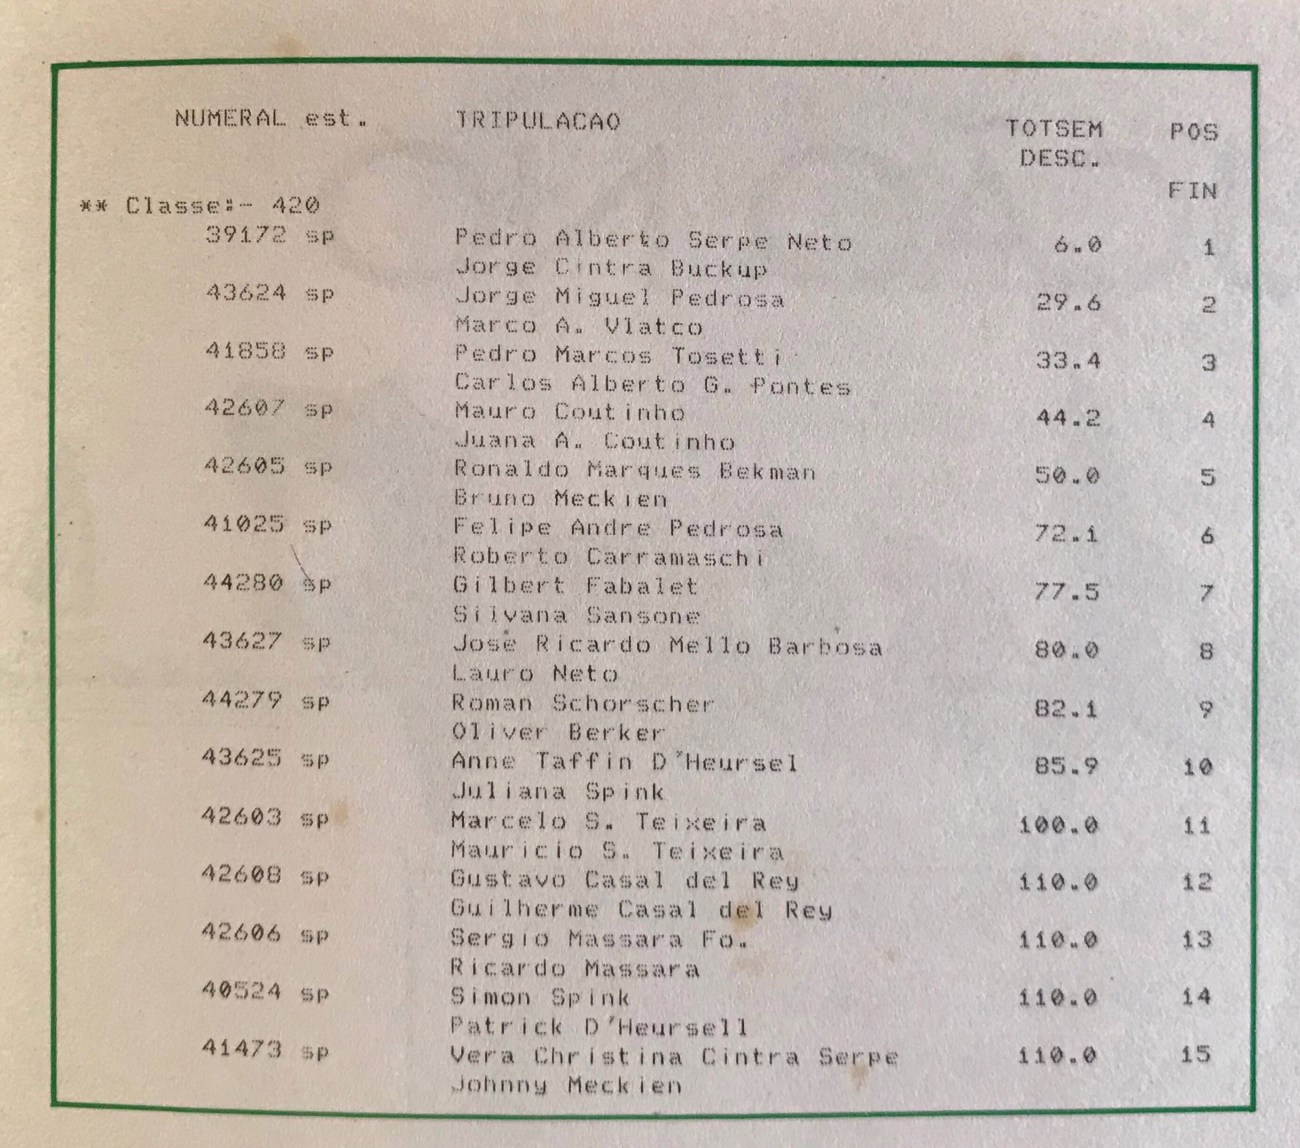 NUMERAL est. TRIPULACAO TOTSEM POS
DESC.
FIN
** Classe:- 420
39172 sp Pedro Alberto Serpe Neto 6.0 1
Jorge Cintra Buckup
43624 sp Jorge Miguel Pedrosa 29.6 2
Marco A. Vlatco
41858 sp Pedro Marcos Tosetti 33.4 3
Carlos Alberto G. Pontes
42607 sp Mauro Coutinho 44.2 4
Juana A. Coutinho
42605 sp Ronaldo Marques Bekman 50.0 5
Bruno Meckien
41025 sp Felipe Andre Pedrosa 72.1 6
Roberto Carramaschi
44280 sp Gilbert Fabalet 77.5 7
Silvana Sansone
43627 sp José Ricardo Mello Barbosa 80.0 8
Lauro Neto
44279 sp Roman Schorscher 82.1 9
Oliver Berker
43625 sp Anne Taffin D'Heursel 85.9 10
Juliana Spink
42603 sp Marcelo S. Teixeira 100.0 11
Mauricio S. Teixeira
42608 sp Gustavo Casal del Rey 110.0 12
Guilherme Casal del Rey
42606 sp Sergio Massara Fo. 110.0 13
Ricardo Massara
40524 sp Simon Spink 110.0 14
Patrick D'Heursell
41473 sp Vera Christina Cintra Serpe 110.0 15
Johnny Meckien